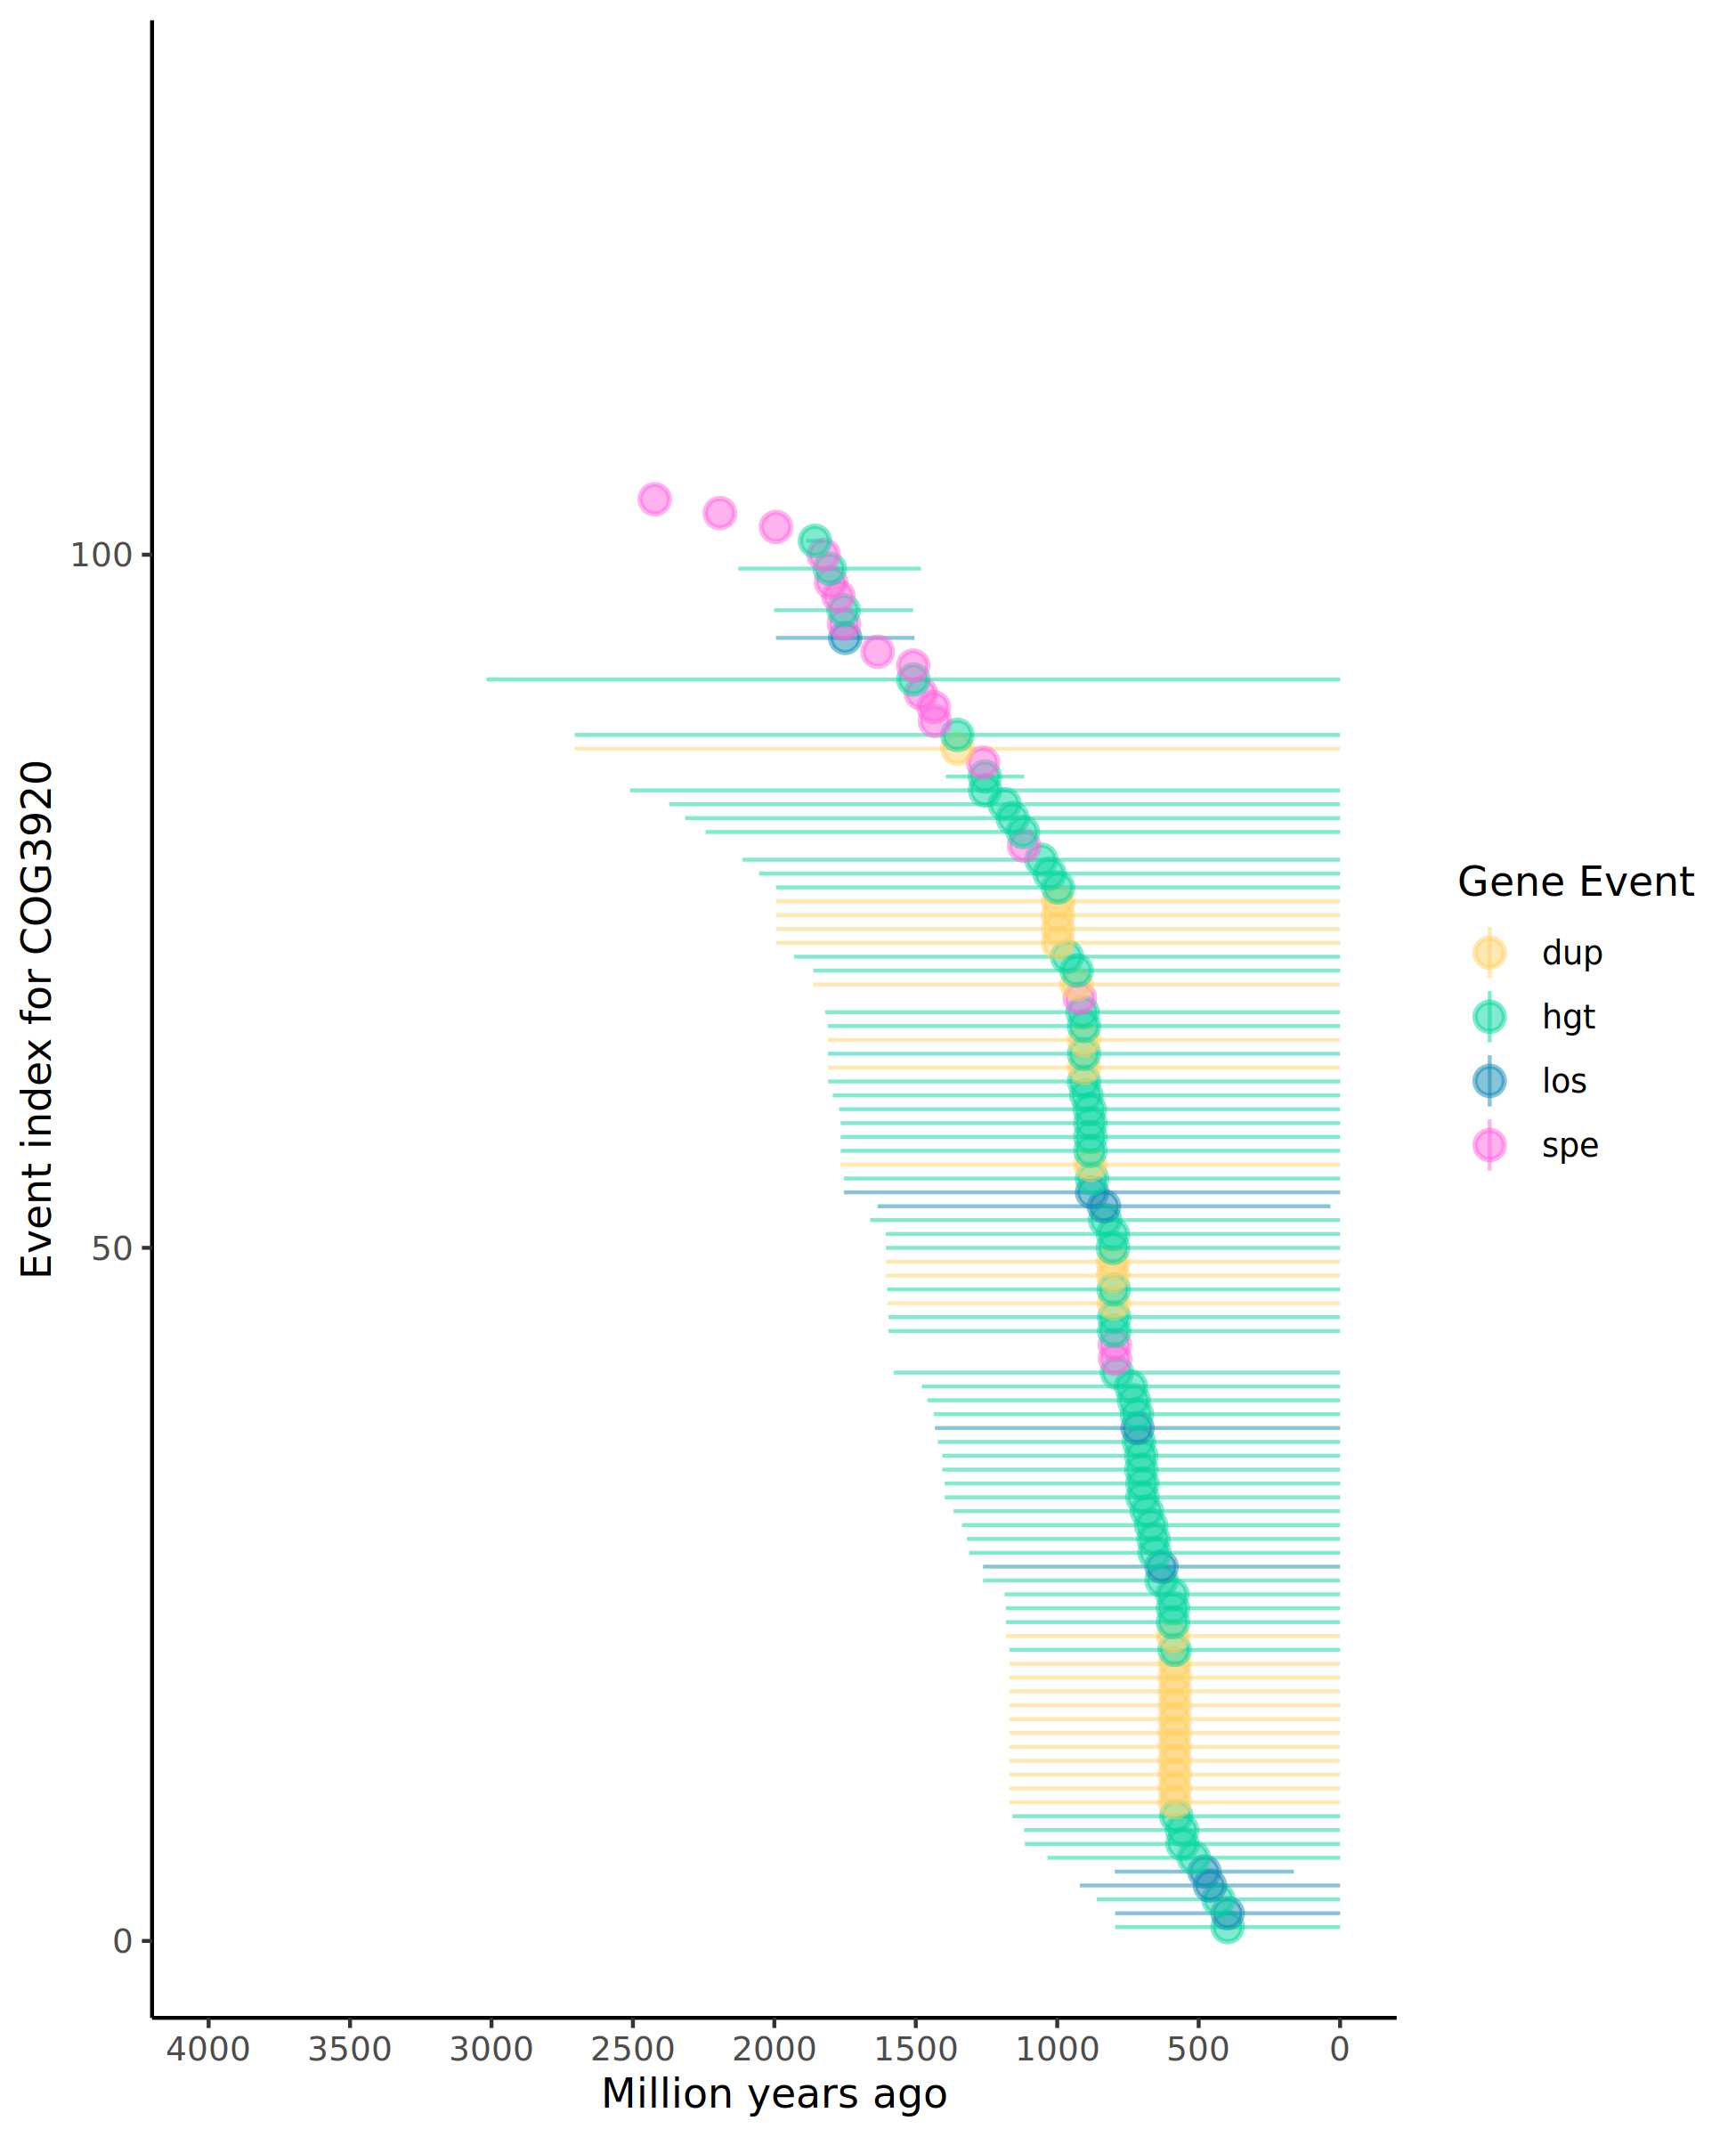 Event index for COG3920
100
50
0
4000 3500 3000 2500 2000 1500 1000 500 0
Million years ago
Gene Event
dup
hgt
los
spe